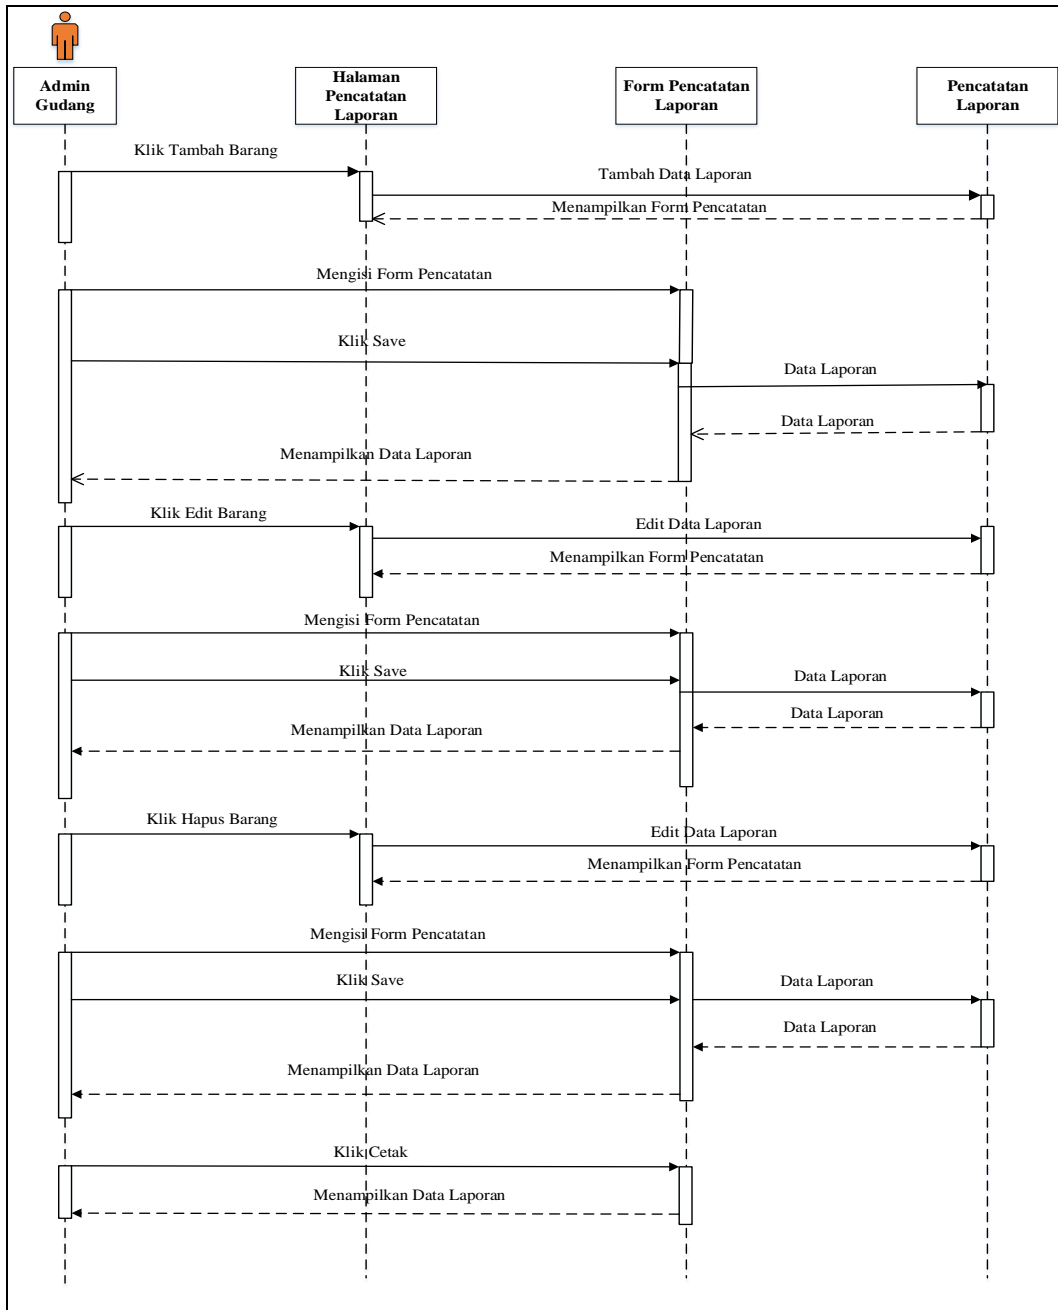 Admin
Gudang
Halaman
Pencatatan
Laporan
Form Pencatatan
Laporan
Pencatatan
Laporan
Klik Tambah Barang
Tambah Data Laporan
Menampilkan Form Pencatatan
Mengisi Form Pencatatan
Klik Save
Data Laporan
Data Laporan
Menampilkan Data Laporan
Klik Edit Barang
Edit Data Laporan
Menampilkan Form Pencatatan
Mengisi Form Pencatatan
Klik Save
Data Laporan
Data Laporan
Menampilkan Data Laporan
Klik Hapus Barang
Edit Data Laporan
Menampilkan Form Pencatatan
Mengisi Form Pencatatan
Klik Save
Data Laporan
Data Laporan
Menampilkan Data Laporan
Klik Cetak
Menampilkan Data Laporan